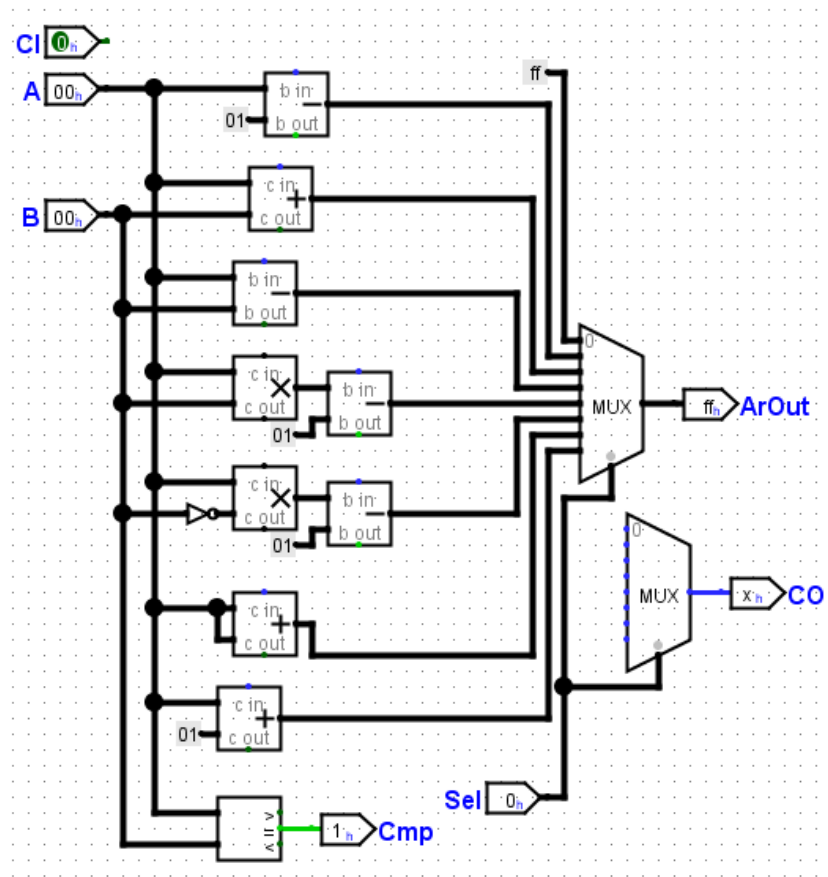 CI 0h
ff
A 00h
b in
−
01 b out
c in
+
B 00h
c out
b in
−
b out
0
c in × b in
c out −
01 b out
MUX
ffh ArOut
c in × b in
c out −
01 b out
0
MUX
xh CO
c in
+
c out
c in
+
01 c out
Sel 0h
>
=
<
1h Cmp